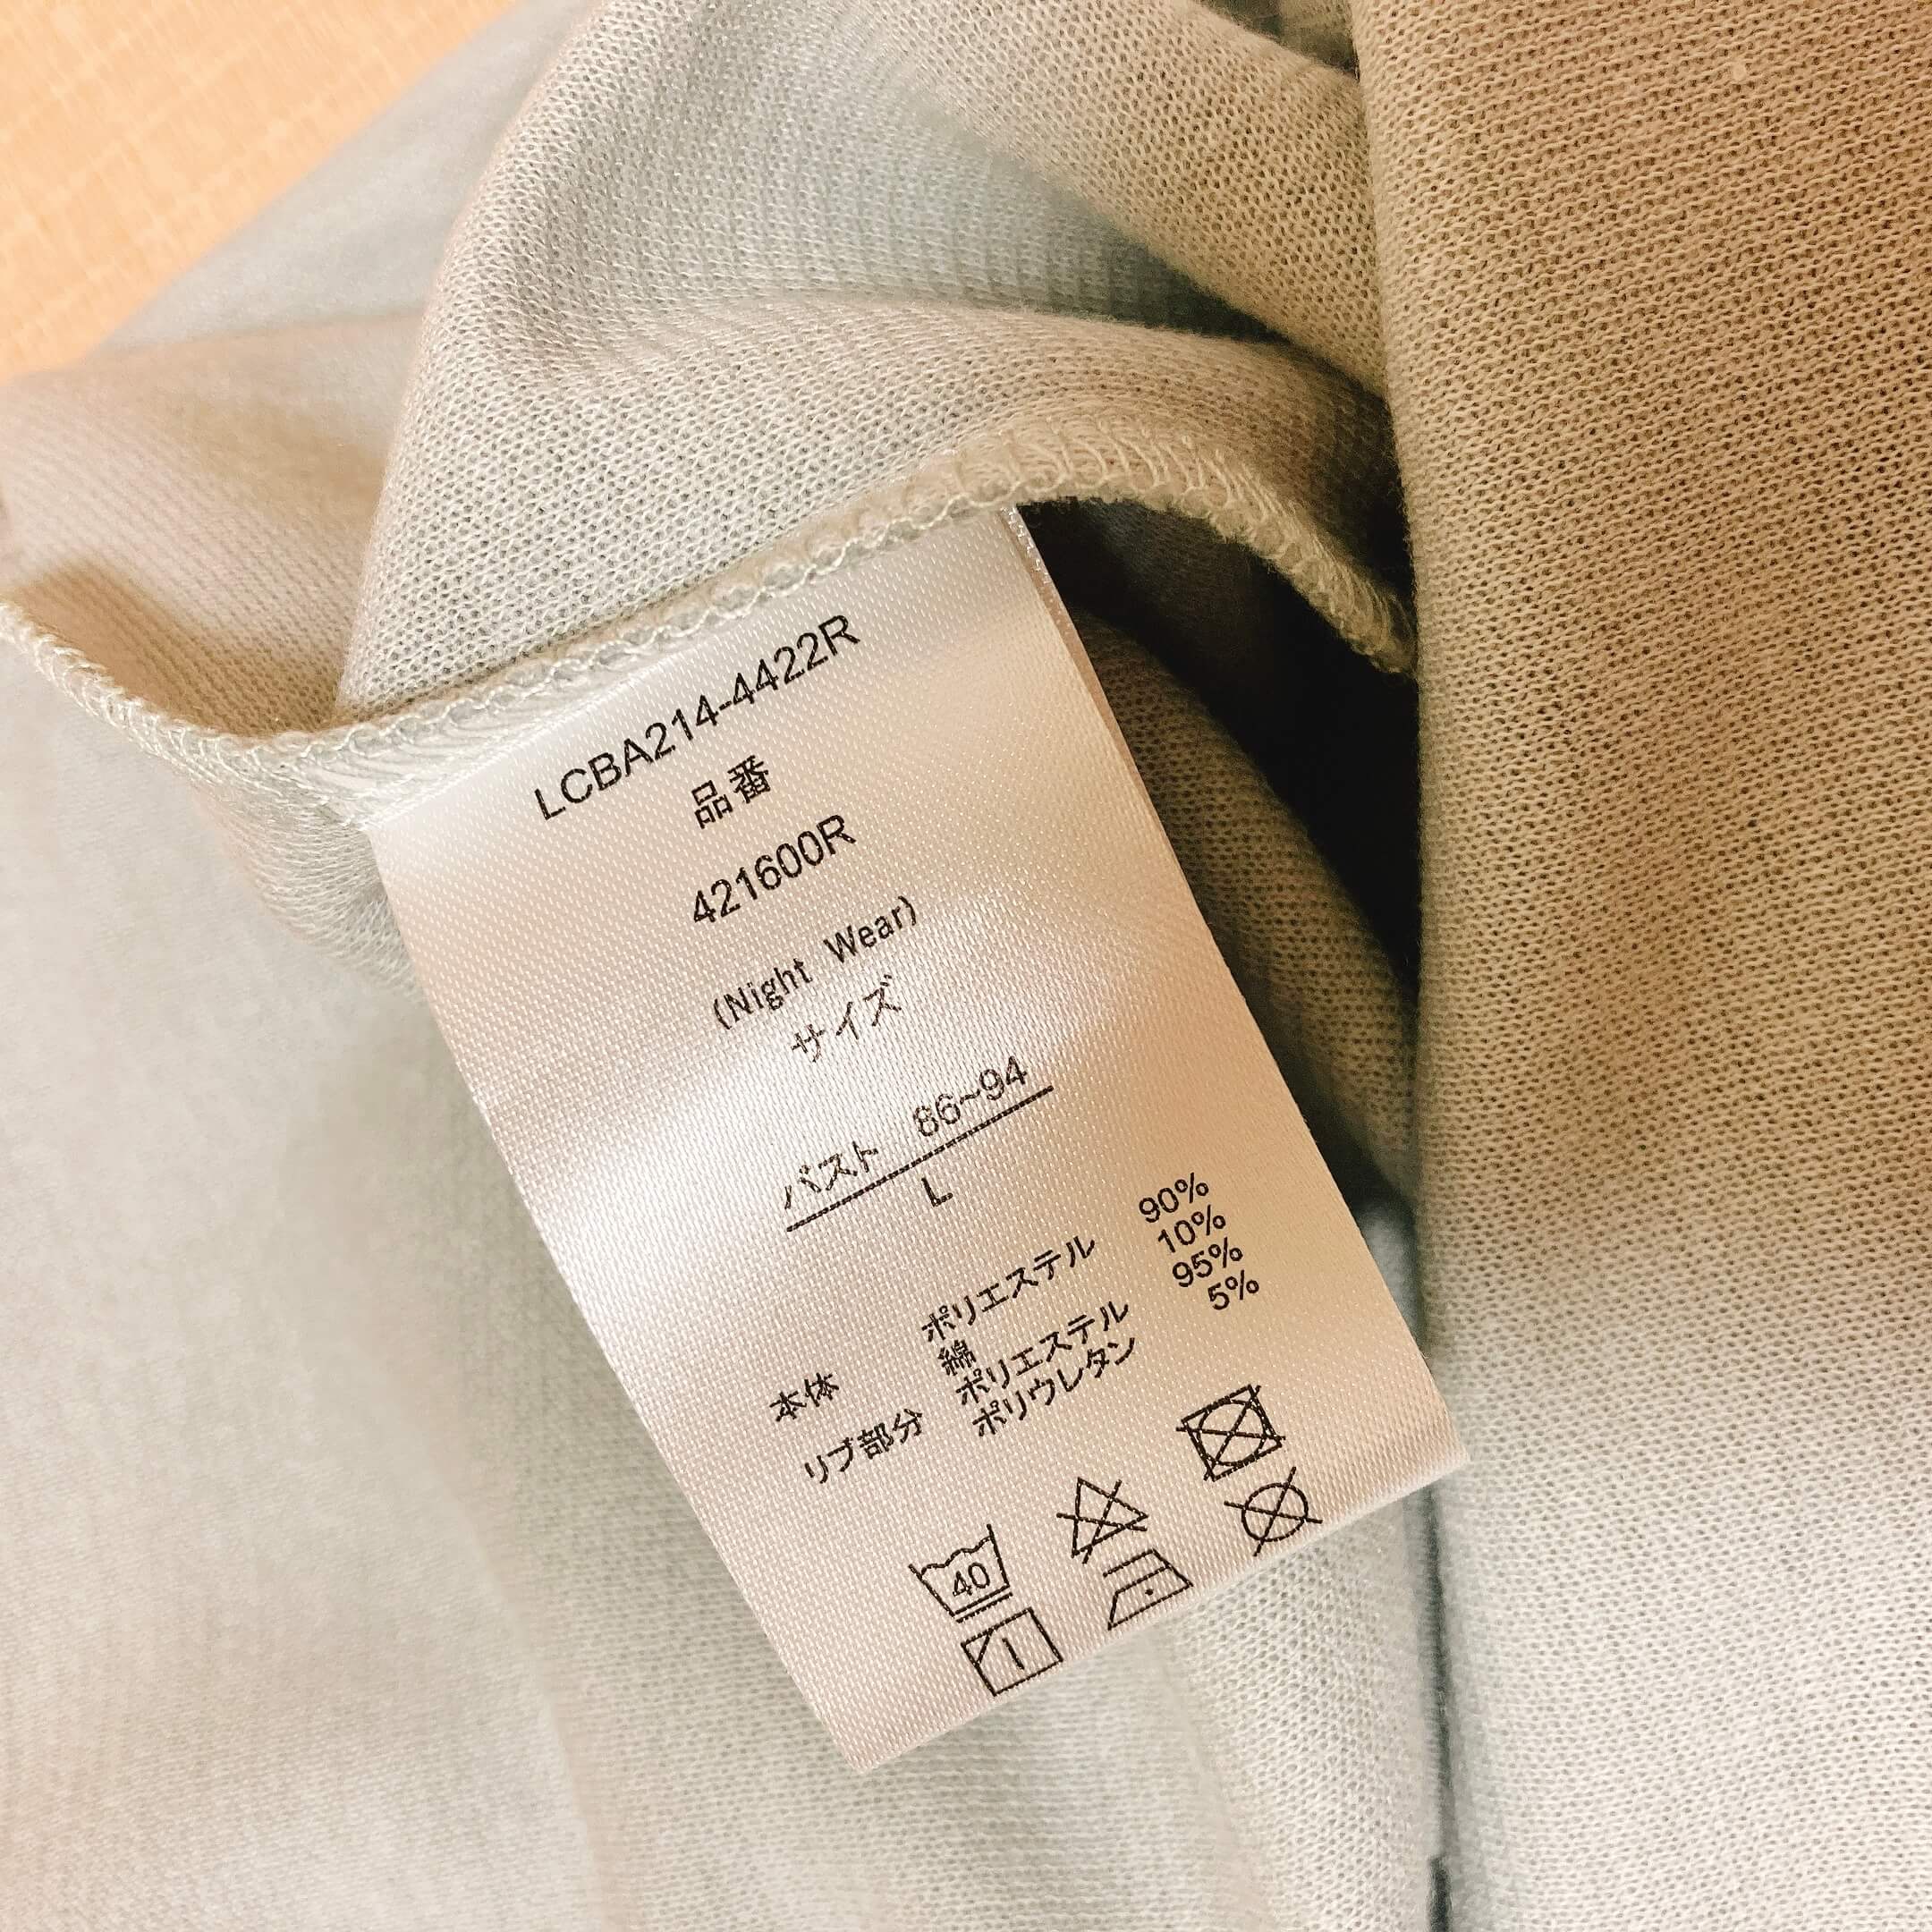 LCBA214-4422R
品番
421600R
(Night Wear)
サイズ
バスト 86~94
L
本体 ポリエステル 90%
綿 10%
リブ部分 ポリエステル 95%
ポリウレタン 5%
40